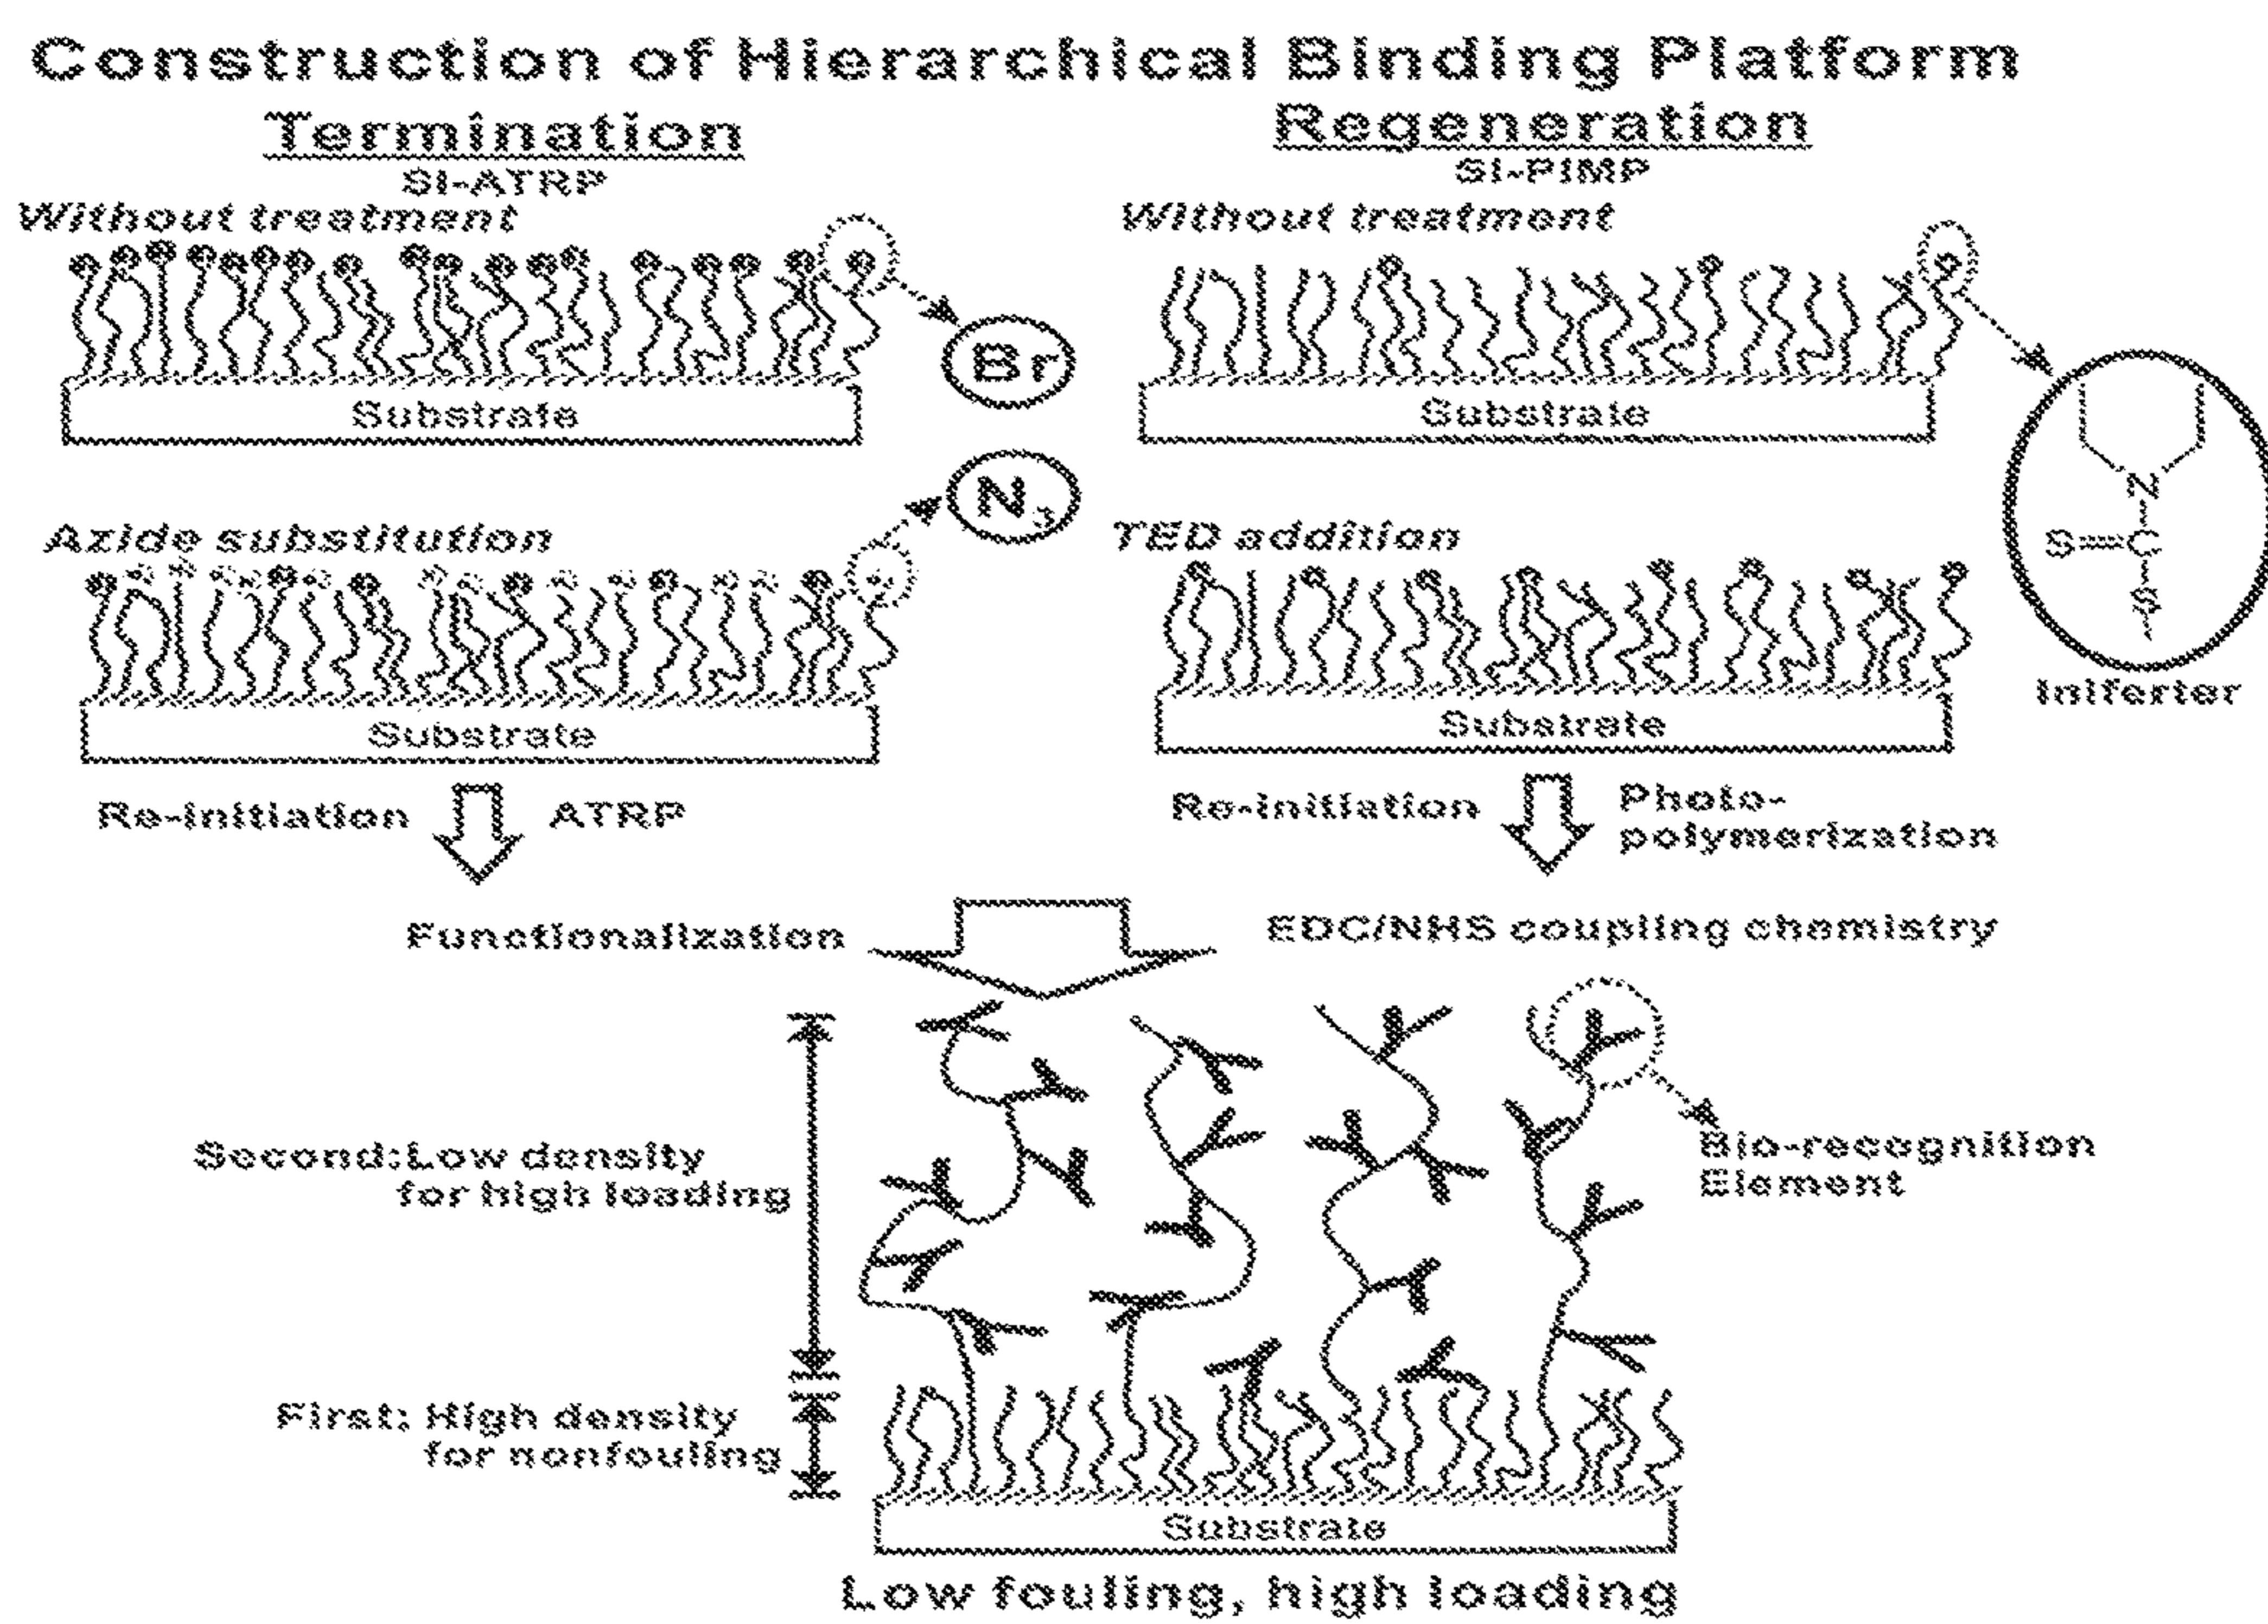 Construction of Hierarchical Binding Platform
Termination
SI-ATRP
Without treatment
Br
Substrate
N3
Azide substitution
Substrate
Re-initiation
ATRP
Regeneration
SI-PIMP
Without treatment
Substrate
TED addition
N
S=C
S
Iniferter
Substrate
Re-initiation
Photo-
polymerization
Functionalization
EDC/NHS coupling chemistry
Second:Low density
for high loading
Bio-recognition
Element
First: High density
for nonfouling
Substrate
Low fouling, high loading